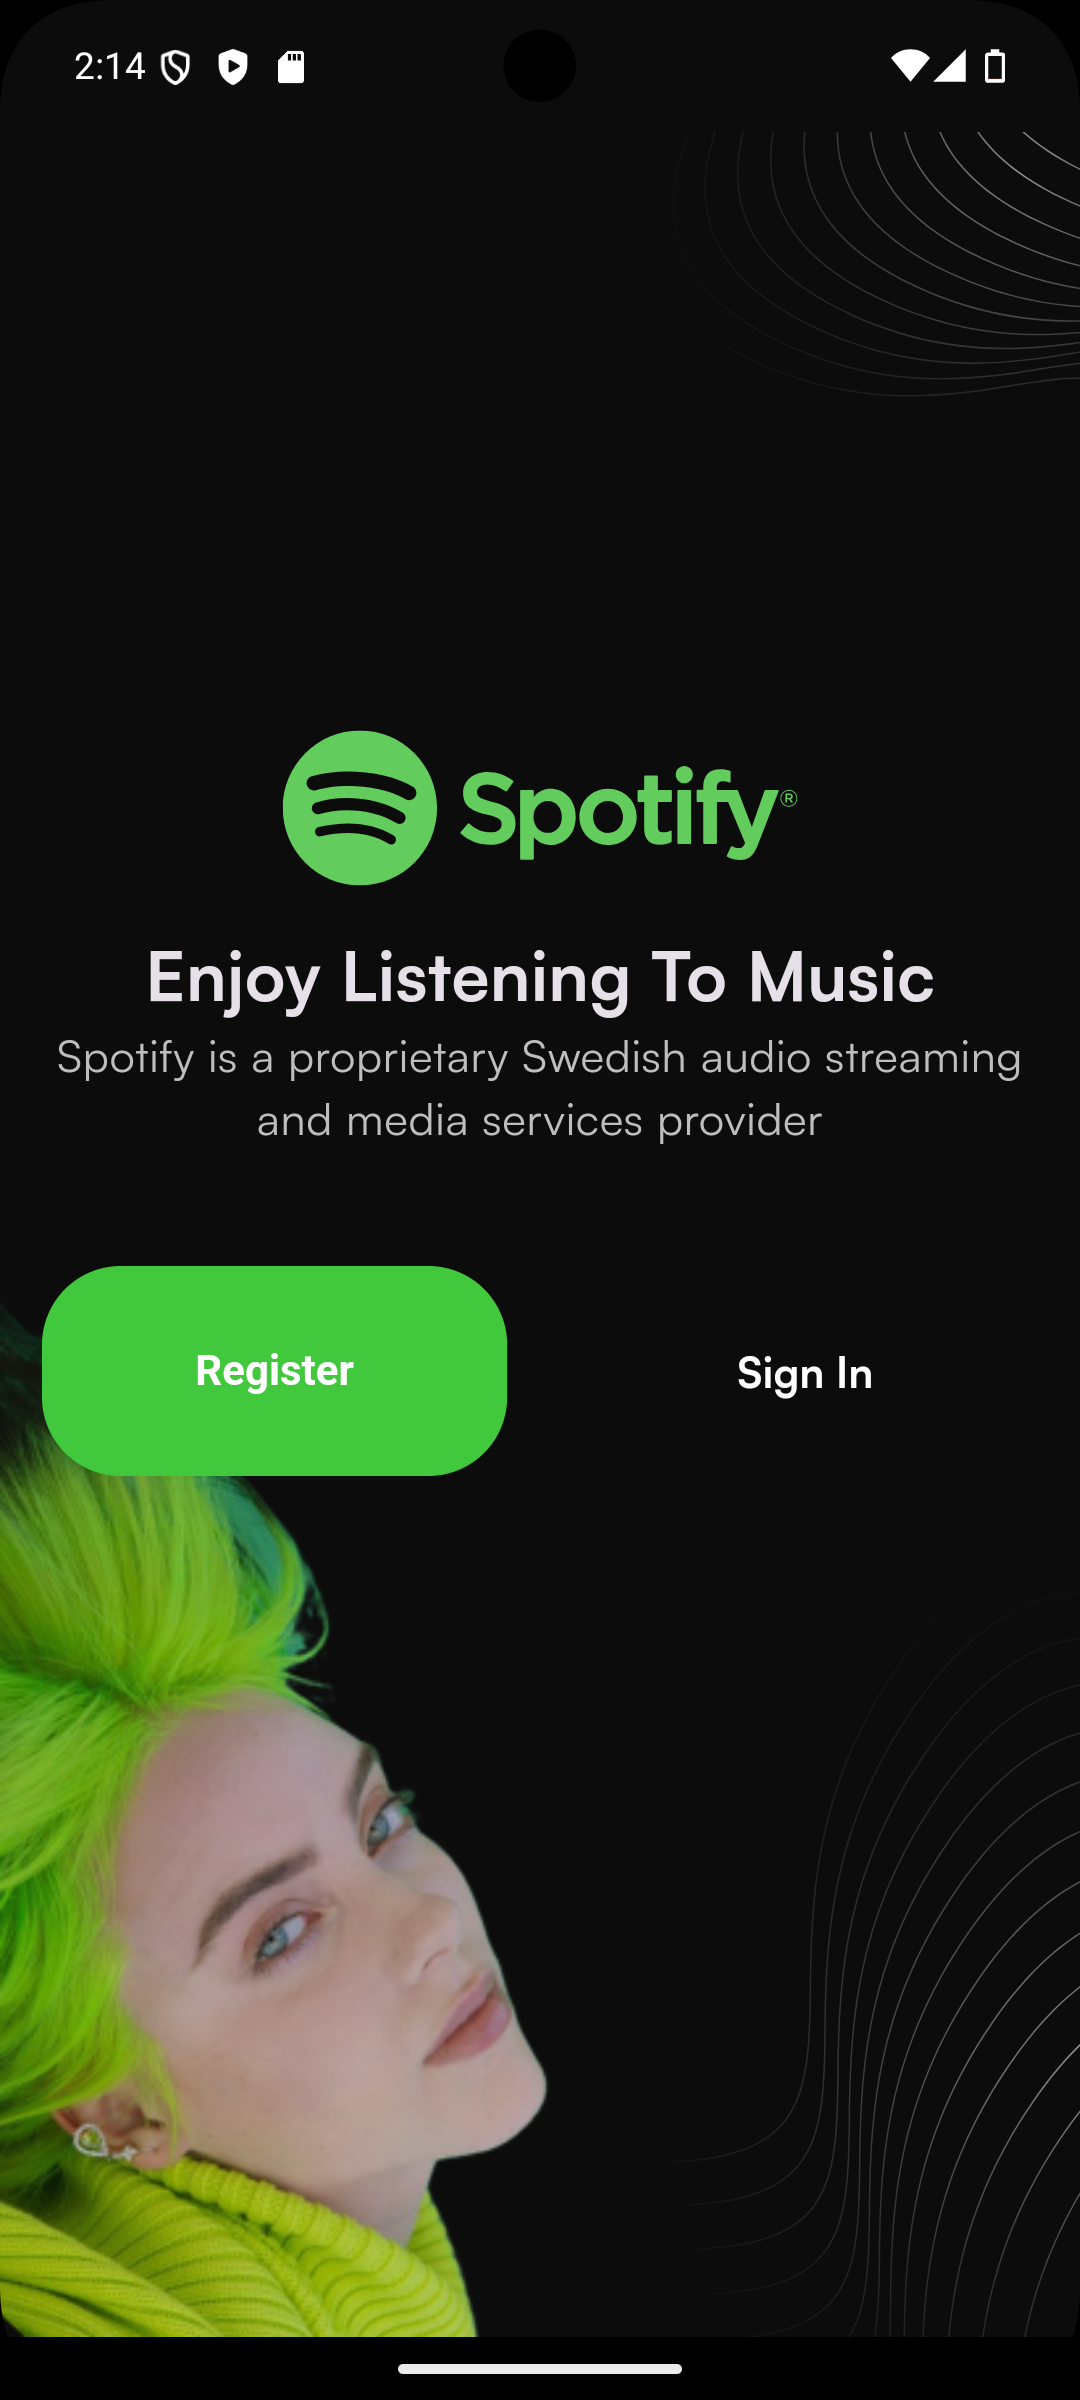 2:14
Spotify®
Enjoy Listening To Music
Spotify is a proprietary Swedish audio streaming
and media services provider
Register
Sign In